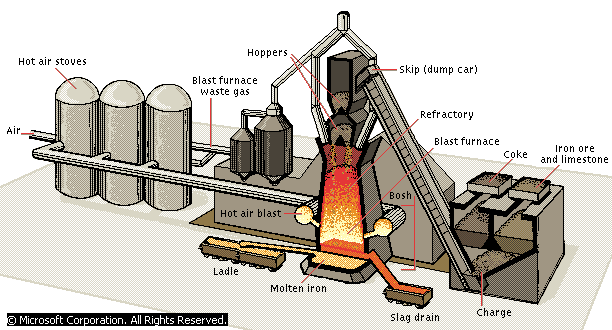 Hoppers
Hot air stoves
Blast furnace
waste gas
Skip (dump car)
Refractory
Air
Blast furnace
Coke
Iron ore
and limestone
Bosh
Hot air blast
Ladle
Molten iron
Slag drain
Charge
© Microsoft Corporation. All Rights Reserved.